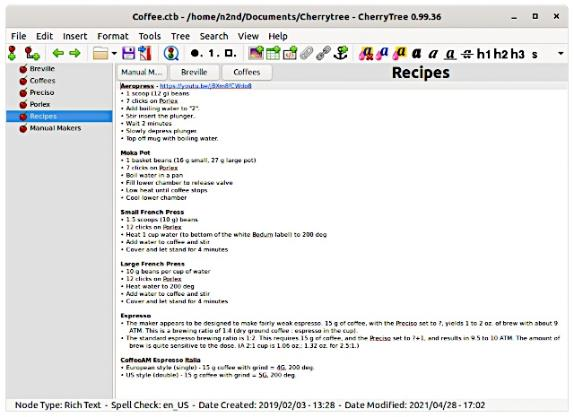 Coffee.ctb - /home/n2nd/Documents/Cherrytree - CherryTree 0.99.36
File Edit Insert Format Tools Tree Search View Help
1. h1 h2 h3 s
Breville
Coffees
Preciso
Porlex
Recipes
Manual Makers
Manual M... Breville Coffees Recipes
Aeropress - https://youtu.be/
• 1 scoop (12 g) beans
• 7 clicks on Porlex
• Add boiling water to "2".
• Stir insert the plunger.
• Wait 2 minutes
• Slowly depress plunger
• Top off mug with boiling water.
Moka Pot
• 1 basket beans (16 g small, 27 g large pot)
• 7 clicks on Porlex
• Boil water in a pan
• Fill lower chamber to release valve
• Low heat until coffee stops
• Cool lower chamber
Small French Press
• 1.5 scoops (10 g) beans
• 12 clicks on Porlex
• Heat 1 cup water (to bottom of the white Bodum label) to 200 deg
• Add water to coffee and stir
• Cover and let stand for 4 minutes
Large French Press
• 10 g beans per cup of water
• 12 clicks on Porlex
• Heat water to 200 deg
• Add water to coffee and stir
• Cover and let stand for 4 minutes
Espresso
• The maker appears to be designed to make fairly weak espresso. 15 g of coffee, with the Preciso set to ?, yields 1 to 2 oz. of brew with about 9
ATM. This is a brewing ratio of 1:4 (dry ground coffee : espresso in the cup).
• The standard espresso brewing ratio is 1:2. This requires 15 g of coffee, and the Preciso set to ?+1, and results in 9.5 to 10 ATM. The amount of
brew is quite sensitive to the dose. (A 2:1 cup is 1.06 oz.; 1.32 oz. for 2.5:1.)
CoffeeAM Espresso Italia
• European style (single) - 15 g coffee with grind = 4G, 200 deg.
• US style (double) - 15 g coffee with grind = 5G, 200 deg.
Node Type: Rich Text - Spell Check: en_US - Date Created: 2019/02/03 - 13:28 - Date Modified: 2021/04/28 - 17:02